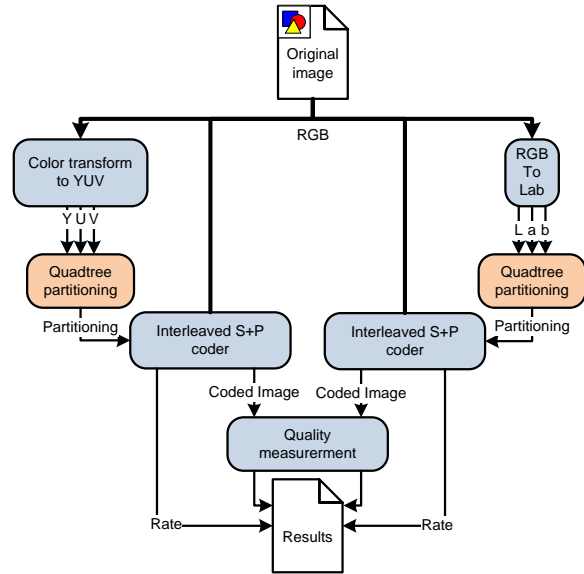 Original
image
RGB
Color transform
to YUV
RGB
To
Lab
Y U V
L a b
Quadtree
partitioning
Quadtree
partitioning
Partitioning
Partitioning
Interleaved S+P
coder
Interleaved S+P
coder
Coded Image
Coded Image
Quality
measurerment
Rate
Results
Rate